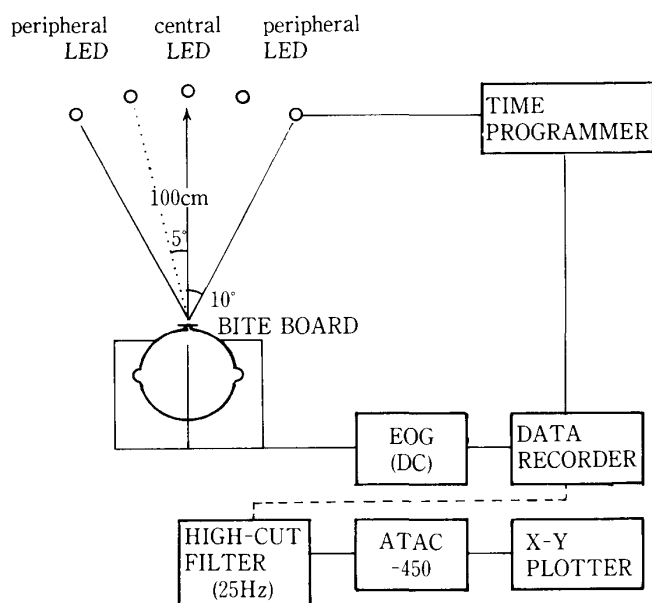 peripheral LED
central LED
peripheral LED
TIME
PROGRAMMER
100cm
5°
10°
BITE BOARD
EOG
(DC)
DATA
RECORDER
HIGH-CUT
FILTER
(25Hz)
ATAC
-450
X-Y
PLOTTER